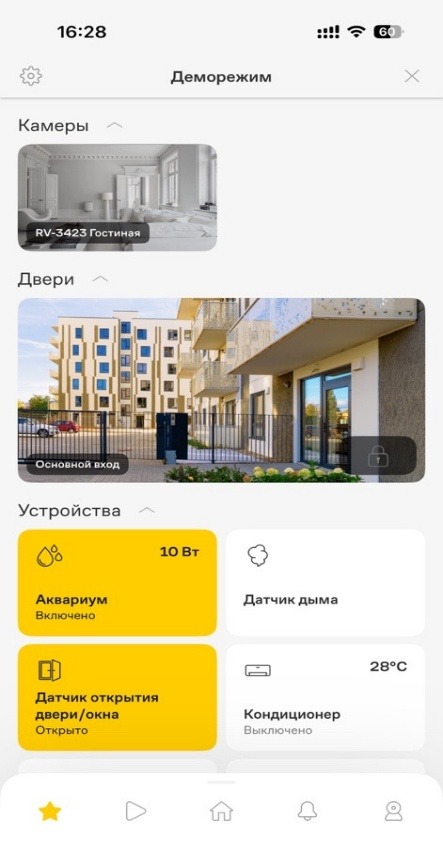 16:28
60
Деморежим
Камеры
RV-3423 Гостиная
Двери
Основной вход
Устройства
10 Вт
Аквариум
Включено
Датчик дыма
Датчик открытия
двери/окна
Открыто
28°C
Кондиционер
Выключено